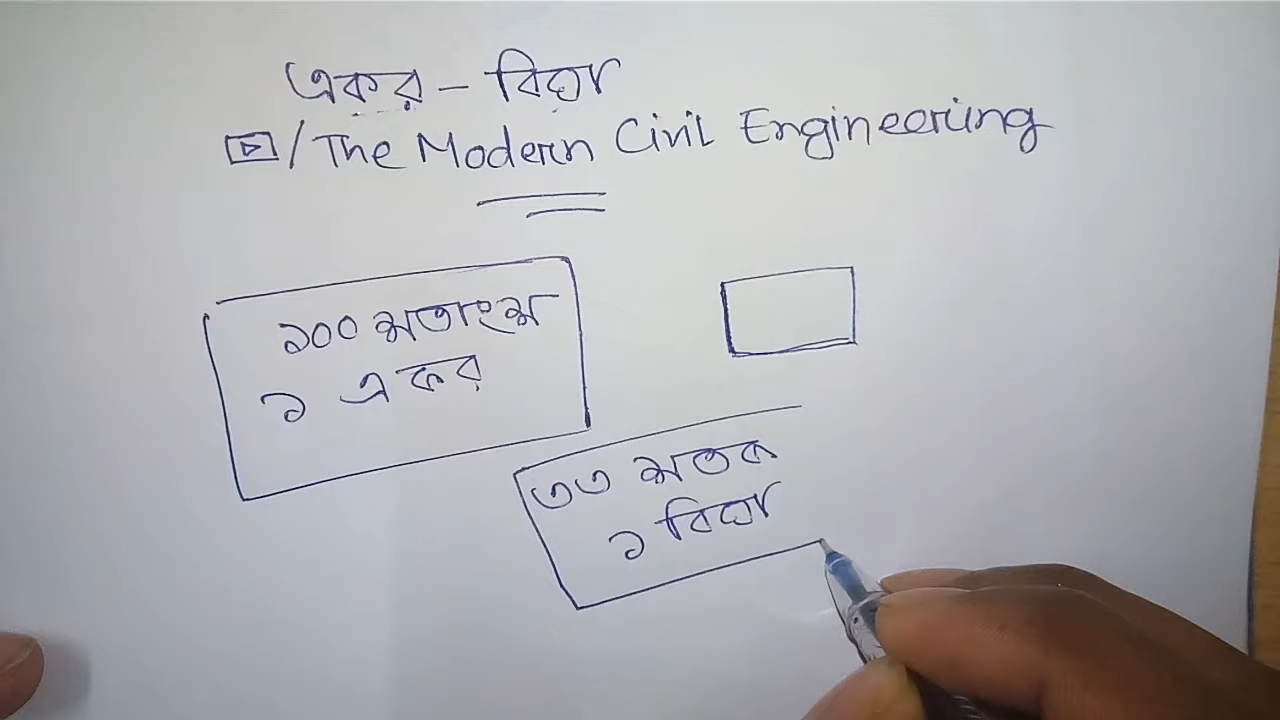 একর - বিঘা
/ The Modern Civil Engineering
১০০ শতাংশ
১ একর
৩৩ শতক
১ বিঘা